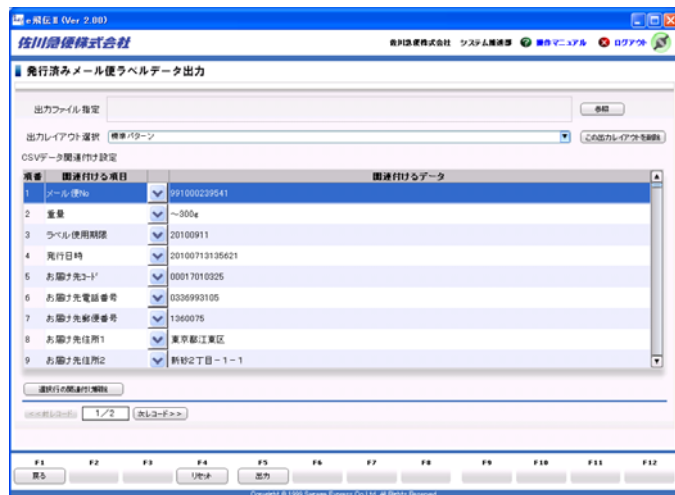 e飛伝Ⅱ (Ver 2.00)
佐川急便株式会社
佐川急便株式会社 システム推進部 操作マニュアル ログアウト
発行済みメール便ラベルデータ出力
出力ファイル指定 参照
出力レイアウト選択 標準パターン この出力レイアウトを削除
CSVデータ関連付け設定
項番 関連付ける項目 関連付けるデータ
1 メール便No 991000239541
2 重量 ～300g
3 ラベル使用期限 20100911
4 発行日時 20100713135621
5 お届け先コード 00017010325
6 お届け先電話番号 0336993105
7 お届け先郵便番号 1360075
8 お届け先住所1 東京都江東区
9 お届け先住所2 新砂2丁目-1-1
選択行の関連付け解除
<<前レコード 1/2 次レコード>>
F1 F2 F3 F4 F5 F6 F7 F8 F9 F10 F11 F12
戻る リセット 出力